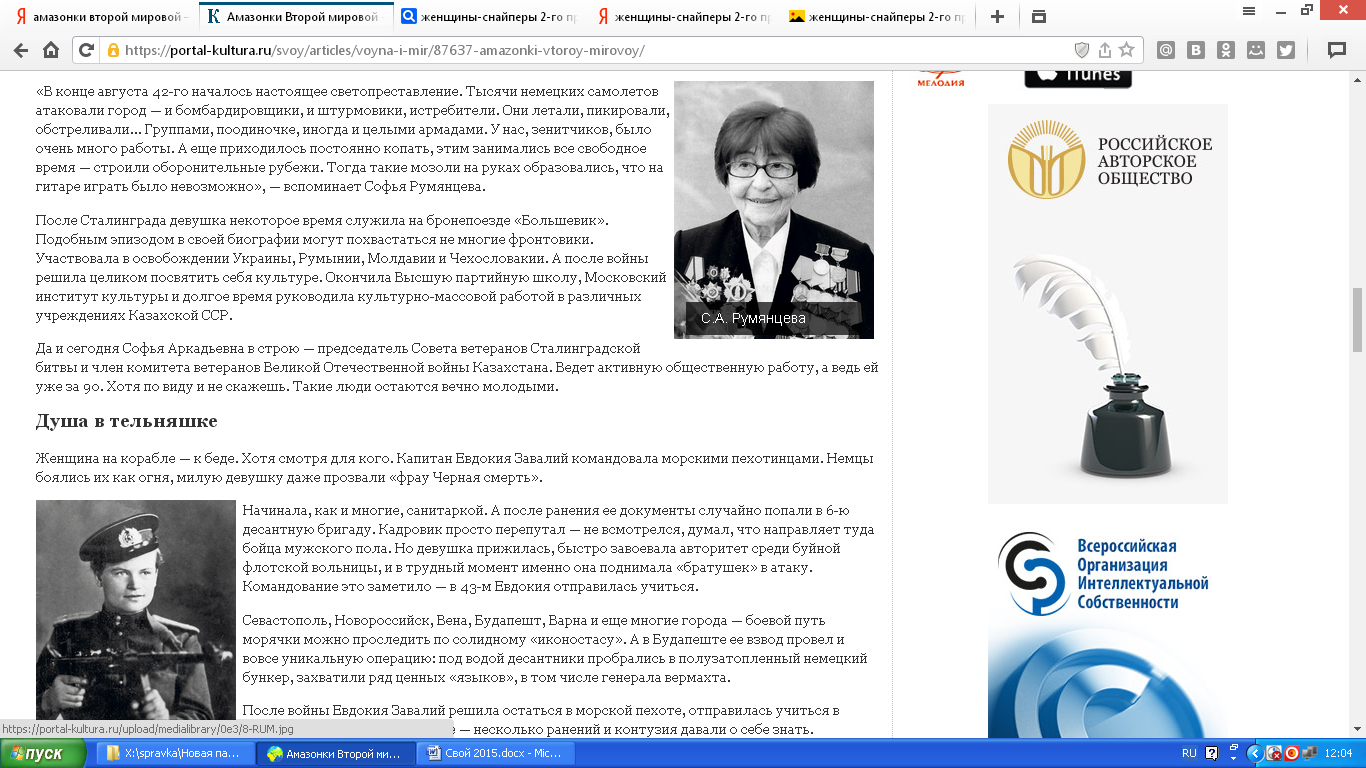 амазонки второй мировой -
Амазонки Второй мировой -
женщины-снайперы 2-го п
женщины-снайперы 2-го п
женщины-снайперы 2-го п
https://portal-kultura.ru/svoy/articles/voyna-i-mir/87637-amazonki-vtoroy-mirovoy/
«В конце августа 42-го началось настоящее светопреставление. Тысячи немецких самолетов
атаковали город — и бомбардировщики, и штурмовики, истребители. Они летали, пикировали,
обстреливали... Группами, поодиночке, иногда и целыми армадами. У нас, зенитчиков, было
очень много работы. А еще приходилось постоянно копать, этим занимались все свободное
время — строили оборонительные рубежи. Тогда такие мозоли на руках образовались, что на
гитаре играть было невозможно», — вспоминает Софья Румянцева.
После Сталинграда девушка некоторое время служила на бронепоезде «Большевик».
Подобным эпизодом в своей биографии могут похвастаться не многие фронтовики.
Участвовала в освобождении Украины, Румынии, Молдавии и Чехословакии. А после войны
решила целиком посвятить себя культуре. Окончила Высшую партийную школу, Московский
институт культуры и долгое время руководила культурно-массовой работой в различных
учреждениях Казахской ССР.
С.А. Румянцева
Да и сегодня Софья Аркадьевна в строю — председатель Совета ветеранов Сталинградской
битвы и член комитета ветеранов Великой Отечественной войны Казахстана. Ведет активную общественную работу, а ведь ей
уже за 90. Хотя по виду и не скажешь. Такие люди остаются вечно молодыми.
Душа в тельняшке
Женщина на корабле — к беде. Хотя смотря для кого. Капитан Евдокия Завалий командовала морскими пехотинцами. Немцы
боялись их как огня, милую девушку даже прозвали «фрау Черная смерть».
Начинала, как и многие, санитаркой. А после ранения ее документы случайно попали в 6-ю
десантную бригаду. Кадровик просто перепутал — не всмотрелся, думал, что направляет туда
бойца мужского пола. Но девушка прижилась, быстро завоевала авторитет среди буйной
флотской вольницы, и в трудный момент именно она поднимала «братушек» в атаку.
Командование это заметило — в 43-м Евдокия отправилась учиться.
Севастополь, Новороссийск, Вена, Будапешт, Варна и еще многие города — боевой путь
морячки можно проследить по солидному «иконостасу». А в Будапеште ее взвод провел и
вовсе уникальную операцию: под водой десантники пробрались в полузатопленный немецкий
бункер, захватили ряд ценных «языков», в том числе генерала вермахта.
После войны Евдокия Завалий решила остаться в морской пехоте, отправилась учиться в
е — несколько ранений и контузия давали о себе знать.
МЕЛОДИЯ
iTunes
РОССИЙСКОЕ
АВТОРСКОЕ
ОБЩЕСТВО
Всероссийская
Организация
Интеллектуальной
Собственности
https://portal-kultura.ru/upload/medialibrary/0e3/8-RUM.jpg
пуск
X:\spravka\Новая па...
Амазонки Второй ми...
Свой 2015.docx - Mic...
RU
12:04